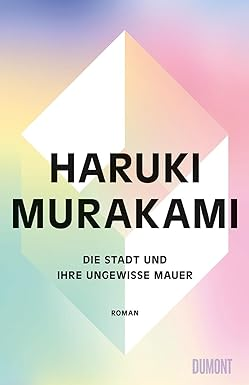 HARUKI
MURAKAMI
DIE STADT UND
IHRE UNGEWISSE MAUER
ROMAN
DUMONT